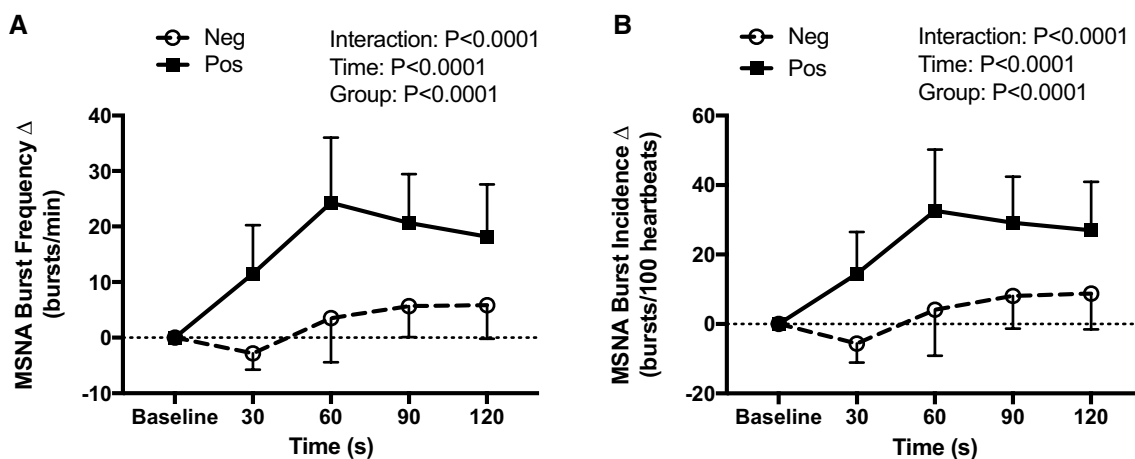 A
Neg
Pos
Interaction: P<0.0001
Time: P<0.0001
Group: P<0.0001
MSNA Burst Frequency Δ
(bursts/min)
40
30
20
10
0
-10
Baseline
30
60
90
120
Time (s)
B
Neg
Pos
Interaction: P<0.0001
Time: P<0.0001
Group: P<0.0001
MSNA Burst Incidence Δ
(bursts/100 heartbeats)
60
40
20
0
-20
Baseline
30
60
90
120
Time (s)